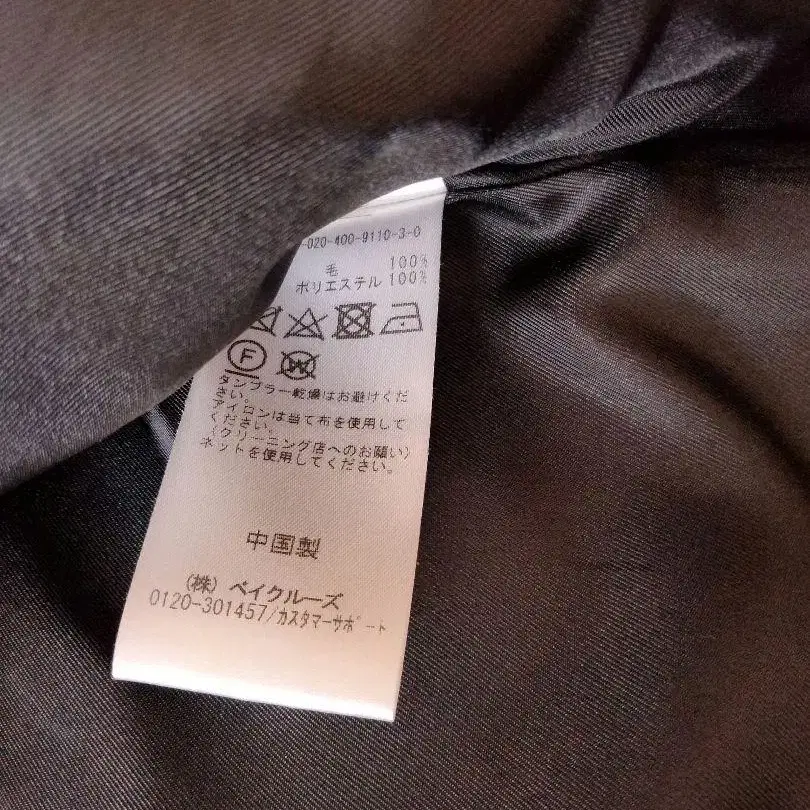 -020-400-9110-3-0
毛 100%
ポリエステル 100%
F
W
タンブラー乾燥はお避けくだ
さい。
アイロンは当て布を使用して
ください。
(クリーニング店へのお願い)
ネットを使用してください。
中国製
(株) ベイクルーズ
0120-301457/カスタマーサポート